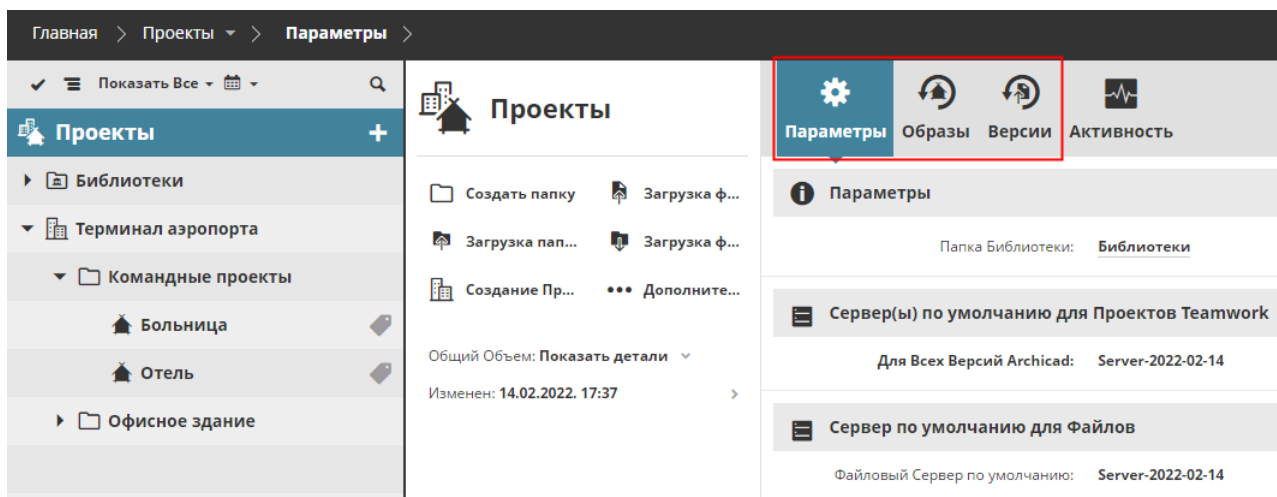 Главная > Проекты > Параметры >
Показать Все
Проекты +
Библиотеки
Терминал аэропорта
Командные проекты
Больница
Отель
Офисное здание
Проекты
Создать папку Загрузка ф...
Загрузка пап... Загрузка ф...
Создание Пр... Дополните...
Общий Объем: Показать детали
Изменен: 14.02.2022. 17:37 >
Параметры Образы Версии Активность
Параметры
Папка Библиотеки: Библиотеки
Сервер(ы) по умолчанию для Проектов Teamwork
Для Всех Версий Archicad: Server-2022-02-14
Сервер по умолчанию для Файлов
Файловый Сервер по умолчанию: Server-2022-02-14